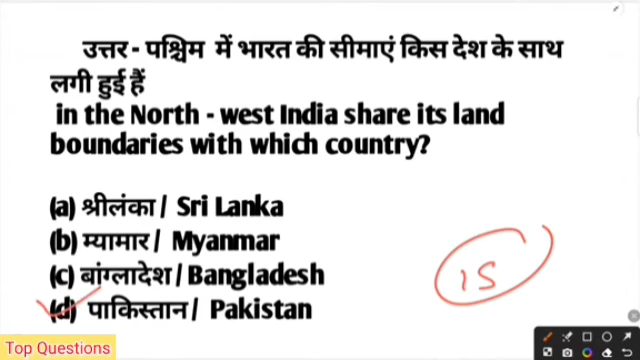 उत्तर - पश्चिम में भारत की सीमाएं किस देश के साथ
लगी हुई हैं
in the North - west India share its land
boundaries with which country?
(a) श्रीलंका / Sri Lanka
(b) म्यामार / Myanmar
(c) बांग्लादेश / Bangladesh
(d) पाकिस्तान / Pakistan
15
Top Questions